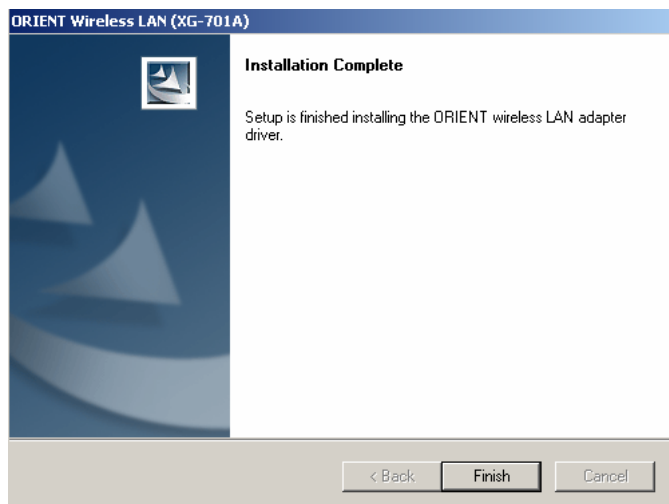 ORIENT Wireless LAN (XG-701A)
Installation Complete
Setup is finished installing the ORIENT wireless LAN adapter
driver.
< Back
Finish
Cancel